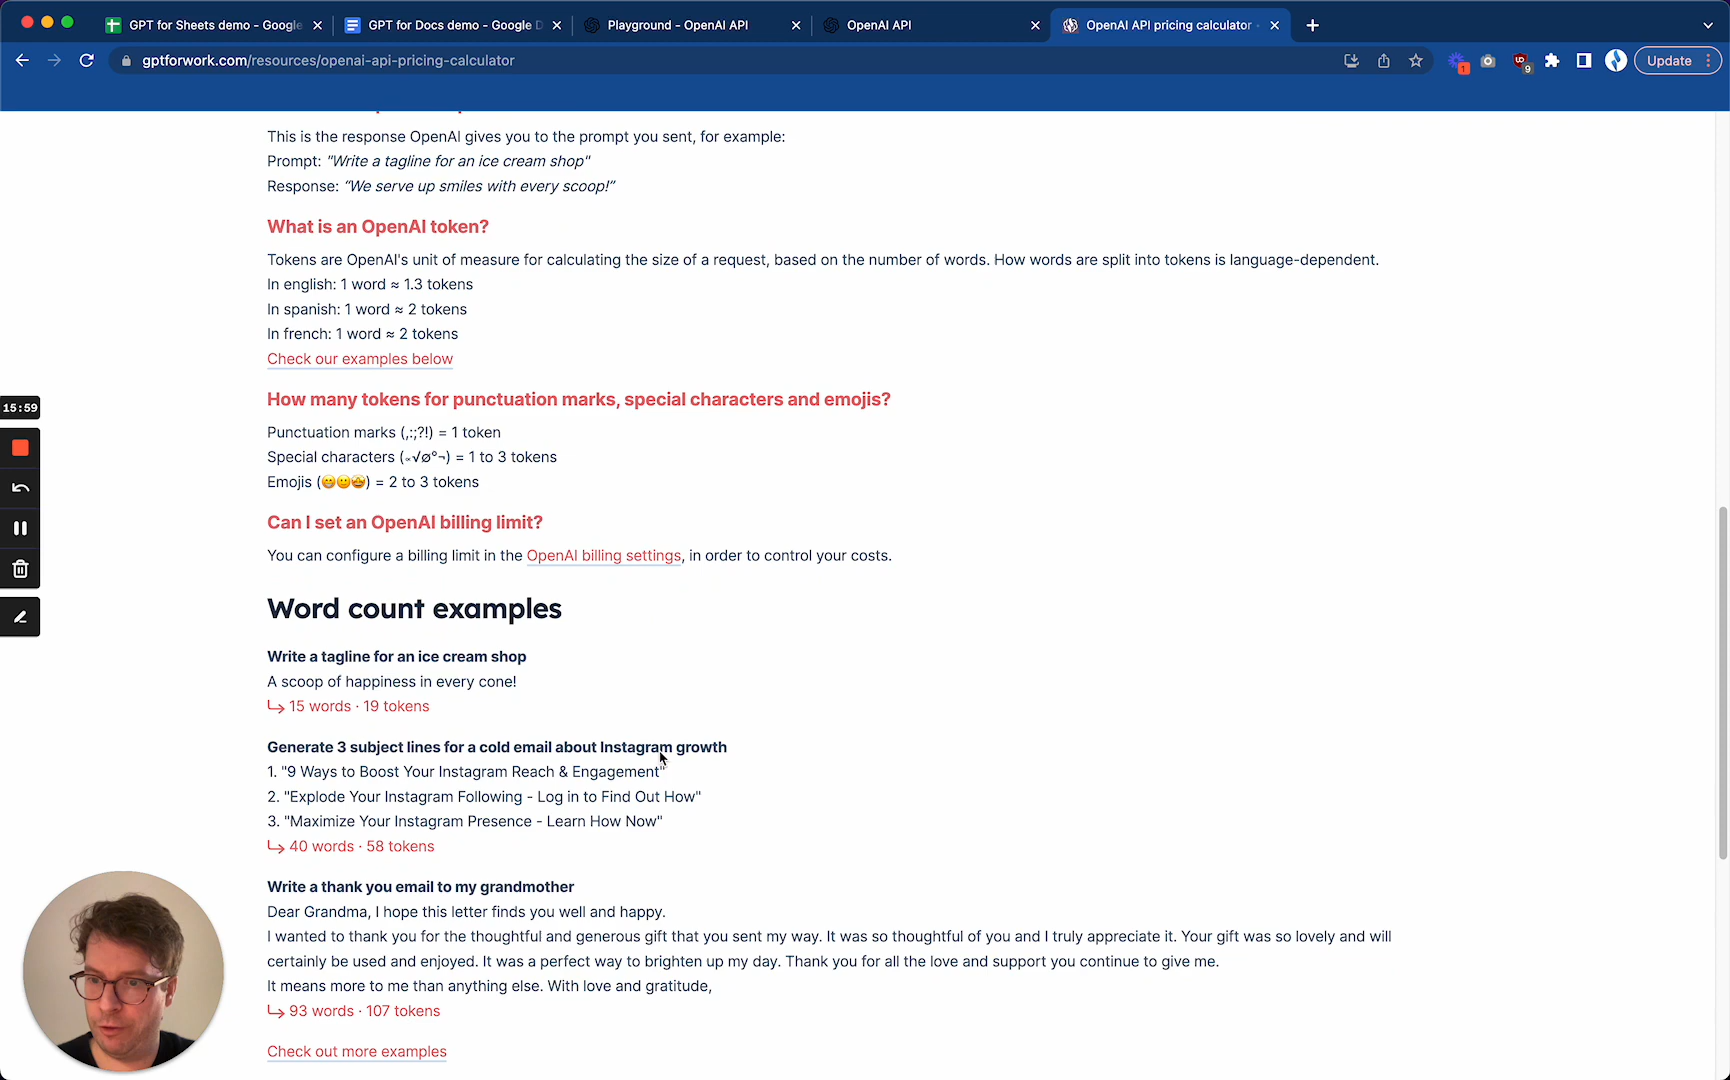 GPT for Sheets demo - Google
GPT for Docs demo - Google D
Playground - OpenAI API
OpenAI API
OpenAI API pricing calculator
gptforwork.com/resources/openai-api-pricing-calculator
1
9
Update
This is the response OpenAI gives you to the prompt you sent, for example:
Prompt: "Write a tagline for an ice cream shop"
Response: “We serve up smiles with every scoop!”
What is an OpenAI token?
Tokens are OpenAI's unit of measure for calculating the size of a request, based on the number of words. How words are split into tokens is language-dependent.
In english: 1 word ≈ 1.3 tokens
In spanish: 1 word ≈ 2 tokens
In french: 1 word ≈ 2 tokens
Check our examples below
15:59
How many tokens for punctuation marks, special characters and emojis?
Punctuation marks (,:;?!) = 1 token
Special characters (∝√ø°¬) = 1 to 3 tokens
Emojis (😁🙂🤩) = 2 to 3 tokens
Can I set an OpenAI billing limit?
You can configure a billing limit in the OpenAI billing settings, in order to control your costs.
Word count examples
Write a tagline for an ice cream shop
A scoop of happiness in every cone!
↳ 15 words · 19 tokens
Generate 3 subject lines for a cold email about Instagram growth
1. "9 Ways to Boost Your Instagram Reach & Engagement"
2. "Explode Your Instagram Following - Log in to Find Out How"
3. "Maximize Your Instagram Presence - Learn How Now"
↳ 40 words · 58 tokens
Write a thank you email to my grandmother
Dear Grandma, I hope this letter finds you well and happy.
I wanted to thank you for the thoughtful and generous gift that you sent my way. It was so thoughtful of you and I truly appreciate it. Your gift was so lovely and will
certainly be used and enjoyed. It was a perfect way to brighten up my day. Thank you for all the love and support you continue to give me.
It means more to me than anything else. With love and gratitude,
↳ 93 words · 107 tokens
Check out more examples